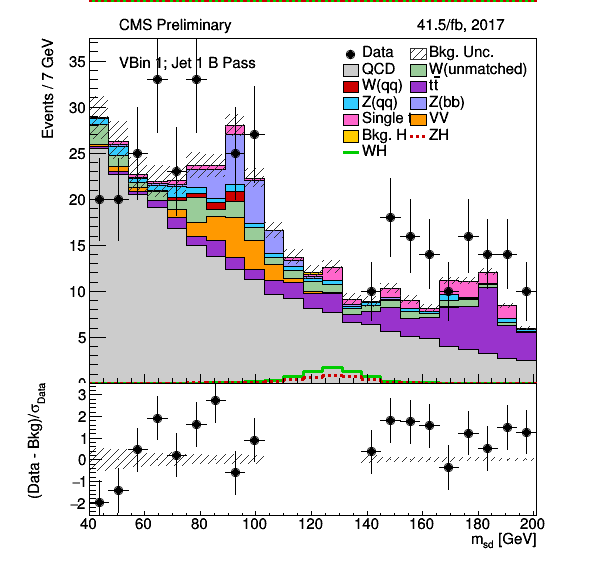 CMS Preliminary 41.5/fb, 2017
Events / 7 GeV
VBin 1; Jet 1 B Pass
Data Bkg. Unc.
QCD W(unmatched)
W(qq) tt̄
Z(qq) Z(bb)
Single VV
Bkg. H ZH
WH
35
30
25
20
15
10
5
0
(Data - Bkg)/σData
3
2
1
0
−1
−2
40 60 80 100 120 140 160 180 200
msd [GeV]